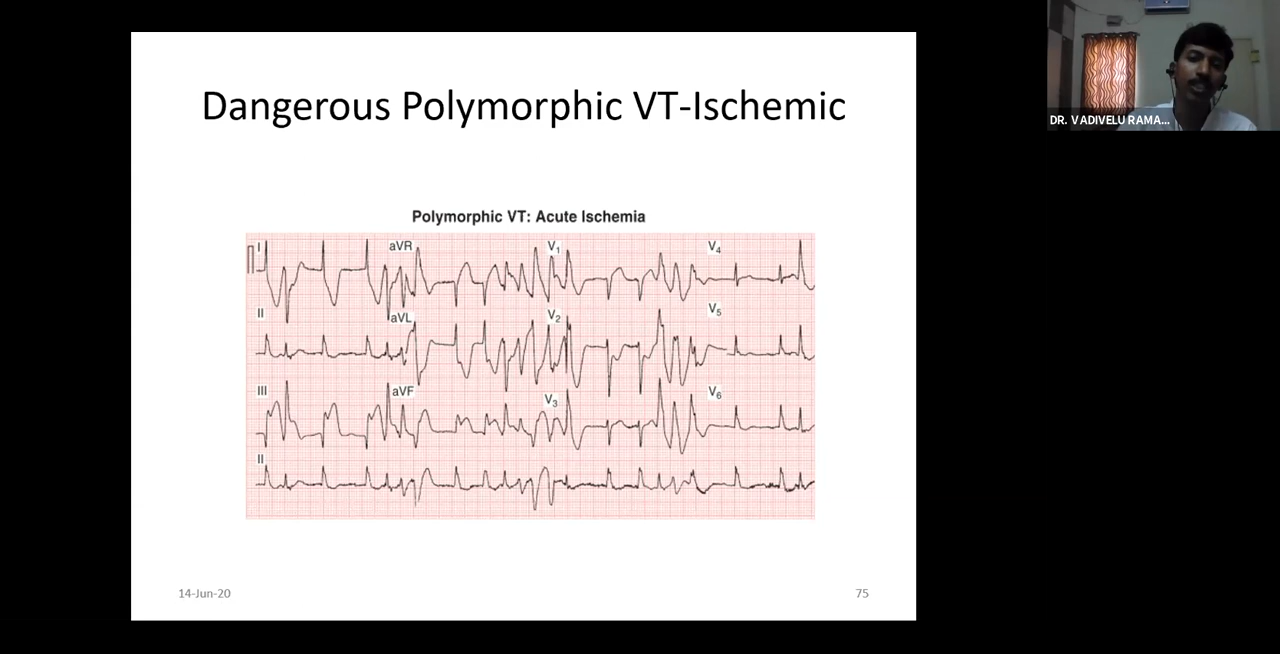 Dangerous Polymorphic VT-Ischemic
DR. VADIVELU RAMA...
Polymorphic VT: Acute Ischemia
I aVR V1 V4
II aVL V2 V5
III aVF V3 V6
II
14-Jun-20 75